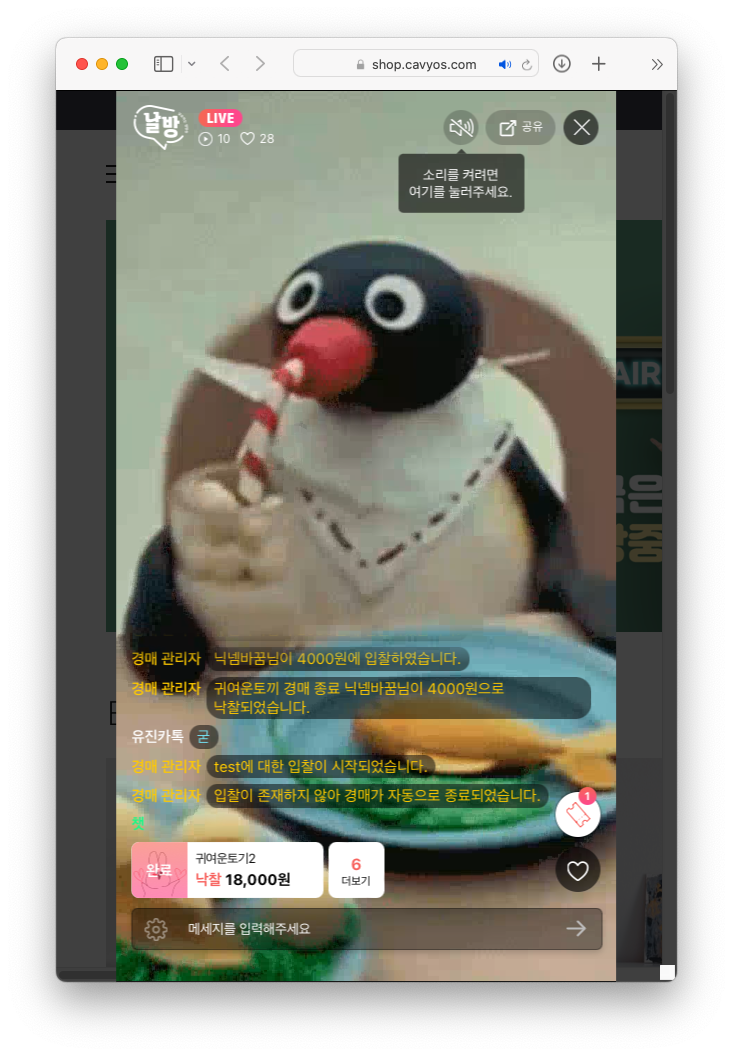 shop.cavyos.com
날방
LIVE
10 28
공유
소리를 켜려면
여기를 눌러주세요.
AIR
경매 관리자 닉넴바꿈님이 4000원에 입찰하였습니다.
경매 관리자 귀여운토끼 경매 종료 닉넴바꿈님이 4000원으로
낙찰되었습니다.
유진카톡 굳
경매 관리자 test에 대한 입찰이 시작되었습니다.
경매 관리자 입찰이 존재하지 않아 경매가 자동으로 종료되었습니다.
챗
1
완료
귀여운토기2
낙찰 18,000원
6
더보기
메세지를 입력해주세요